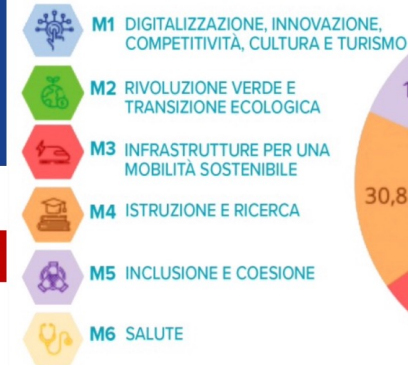 M1 DIGITALIZZAZIONE, INNOVAZIONE,
COMPETITIVITÀ, CULTURA E TURISMO
M2 RIVOLUZIONE VERDE E
TRANSIZIONE ECOLOGICA
M3 INFRASTRUTTURE PER UNA
MOBILITÀ SOSTENIBILE
M4 ISTRUZIONE E RICERCA
30,8
M5 INCLUSIONE E COESIONE
M6 SALUTE